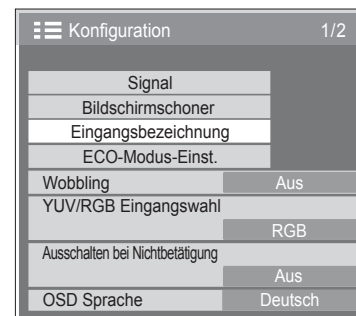 Konfiguration 1/2
Signal
Bildschirmschoner
Eingangsbezeichnung
ECO-Modus-Einst.
Wobbling Aus
YUV/RGB Eingangswahl
RGB
Ausschalten bei Nichtbetätigung
Aus
OSD Sprache Deutsch